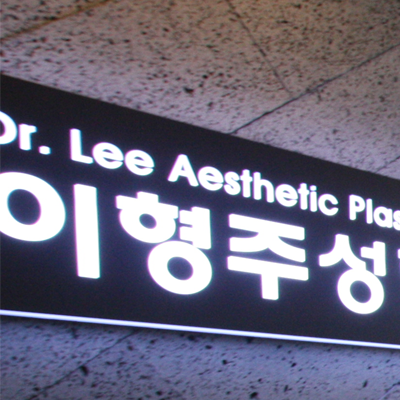 Dr. Lee Aesthetic Plas
이형주성